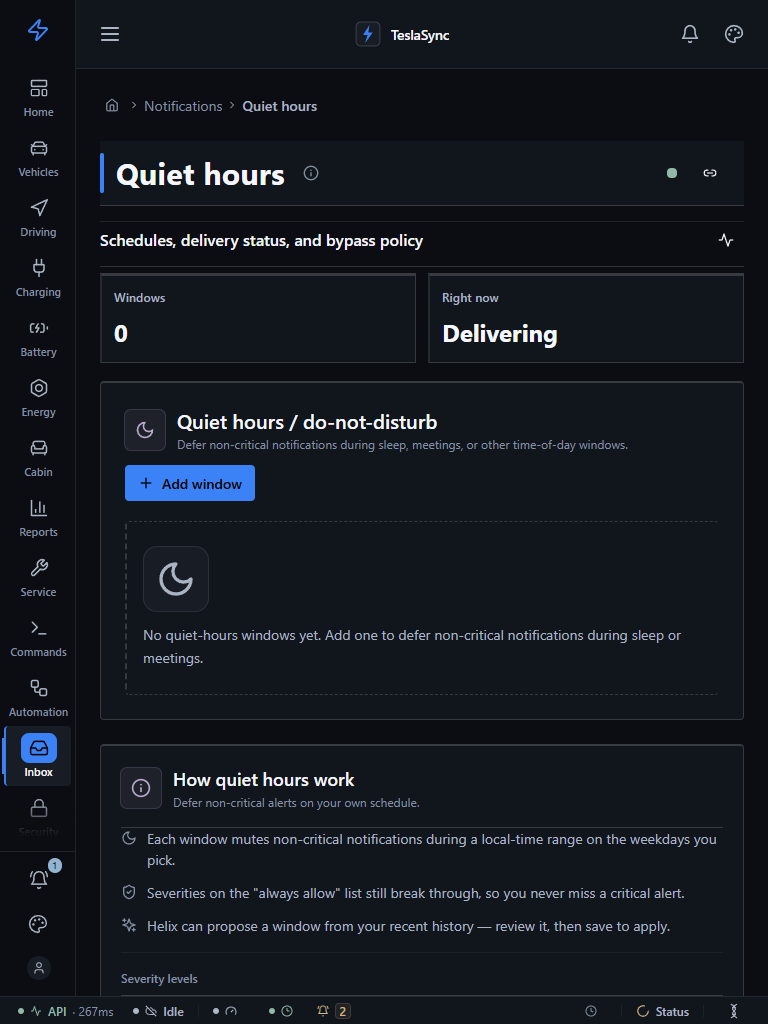 TeslaSync
Home
Vehicles
Driving
Charging
Battery
Energy
Cabin
Reports
Service
Commands
Automation
Inbox
Security
1
Notifications
Quiet hours
Quiet hours
Schedules, delivery status, and bypass policy
Windows
0
Right now
Delivering
Quiet hours / do-not-disturb
Defer non-critical notifications during sleep, meetings, or other time-of-day windows.
Add window
No quiet-hours windows yet. Add one to defer non-critical notifications during sleep or
meetings.
How quiet hours work
Defer non-critical alerts on your own schedule.
Each window mutes non-critical notifications during a local-time range on the weekdays you
pick.
Severities on the "always allow" list still break through, so you never miss a critical alert.
Helix can propose a window from your recent history — review it, then save to apply.
Severity levels
API · 267ms
Idle
2
Status